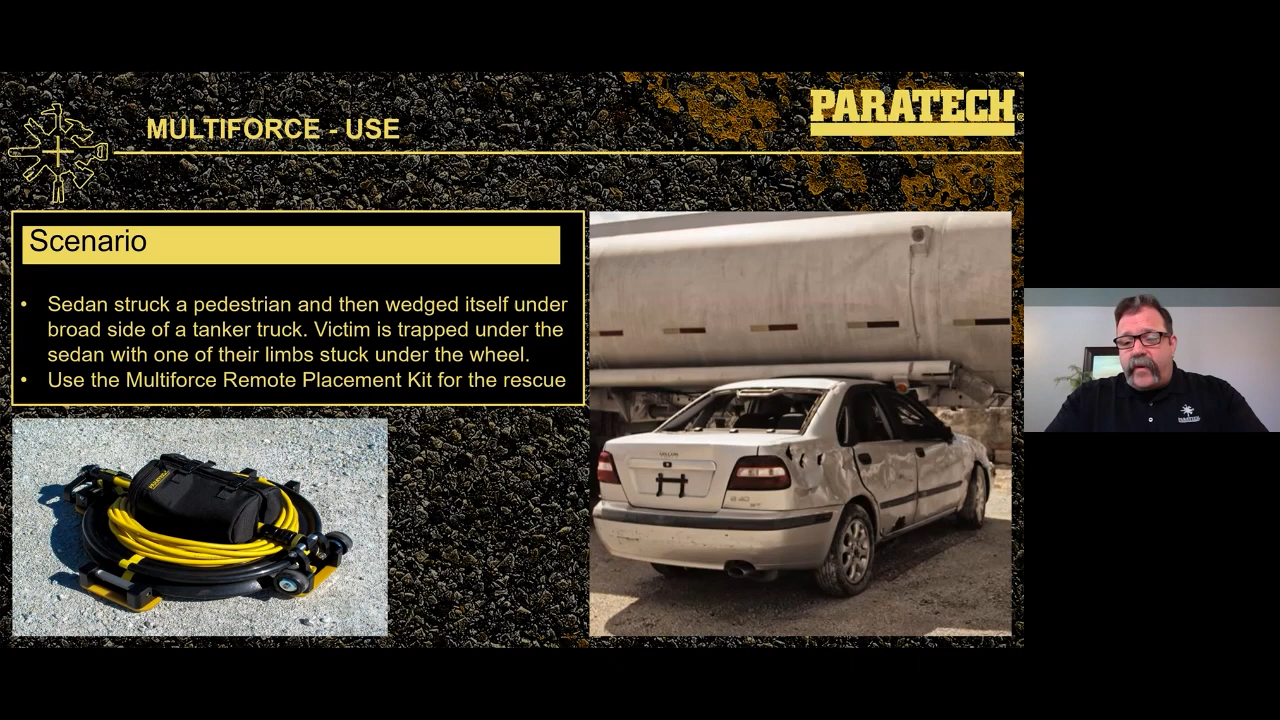 MULTIFORCE - USE
PARATECH
Scenario
• Sedan struck a pedestrian and then wedged itself under
broad side of a tanker truck. Victim is trapped under the
sedan with one of their limbs stuck under the wheel.
• Use the Multiforce Remote Placement Kit for the rescue
S 40